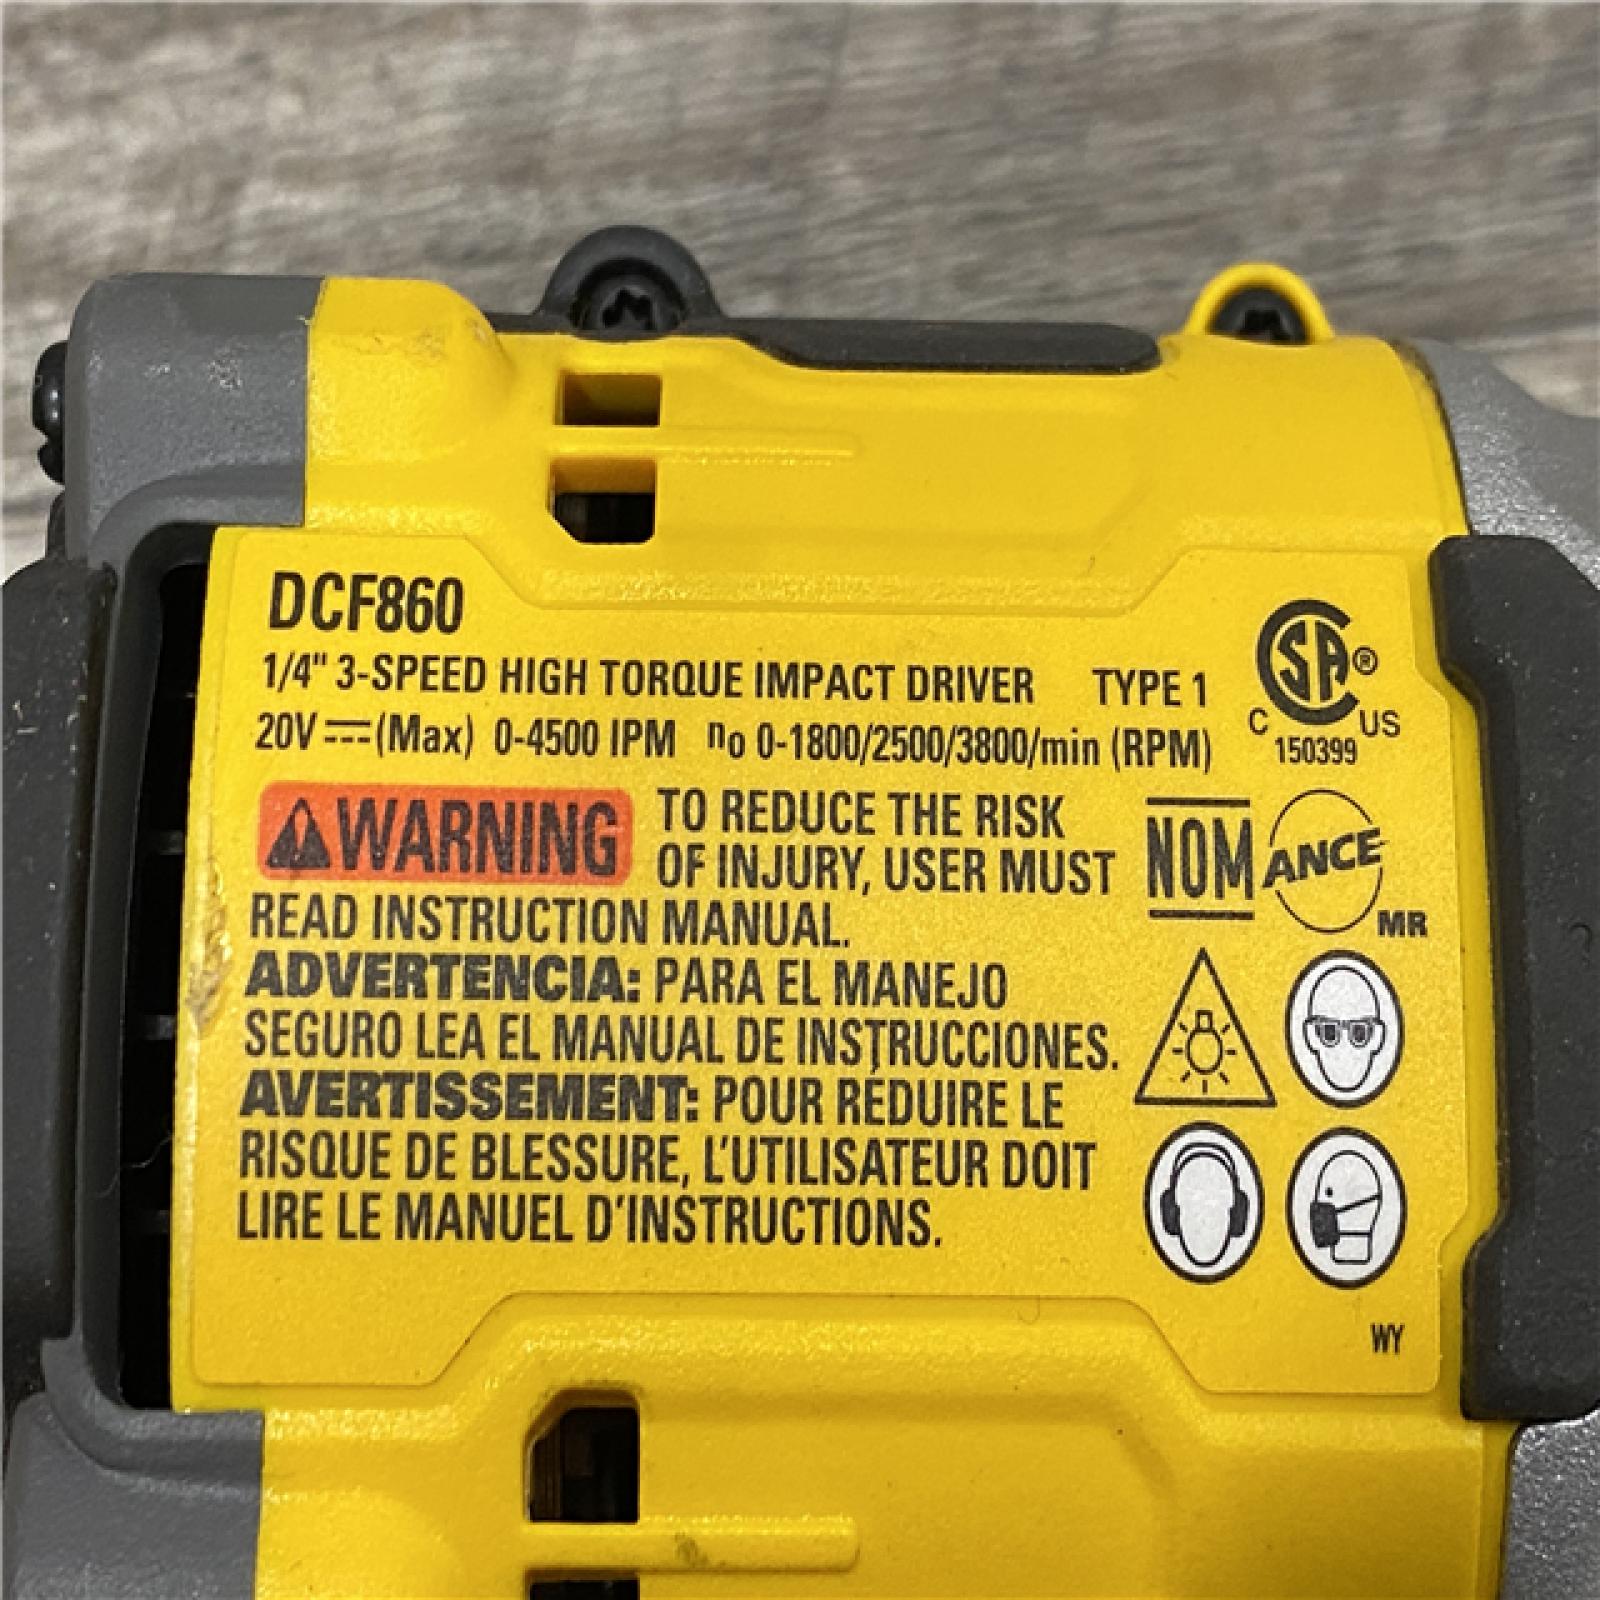 DCF860
1/4" 3-SPEED HIGH TORQUE IMPACT DRIVER TYPE 1
20V ⎓ (Max) 0-4500 IPM n₀ 0-1800/2500/3800/min (RPM)
CSA®
C US
150399
⚠WARNING TO REDUCE THE RISK
OF INJURY, USER MUST
READ INSTRUCTION MANUAL.
NOM ANCE MR
ADVERTENCIA: PARA EL MANEJO
SEGURO LEA EL MANUAL DE INSTRUCCIONES.
AVERTISSEMENT: POUR RÉDUIRE LE
RISQUE DE BLESSURE, L'UTILISATEUR DOIT
LIRE LE MANUEL D'INSTRUCTIONS.
WY